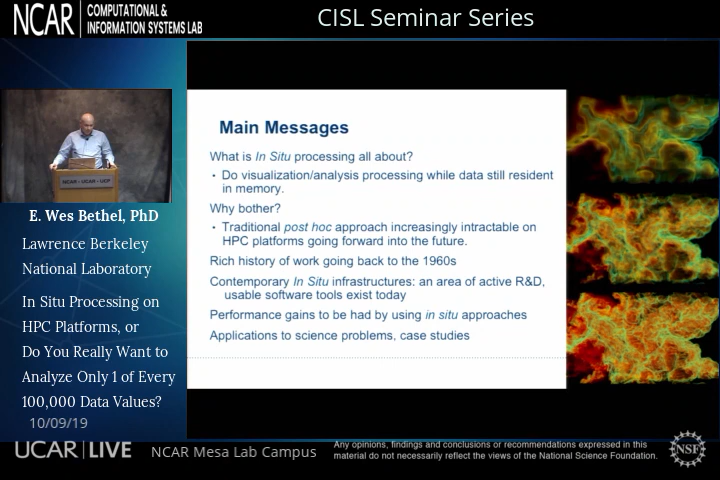 NCAR
COMPUTATIONAL &
INFORMATION SYSTEMS LAB
CISL Seminar Series
NCAR - UCAR - UCP
E. Wes Bethel, PhD
Lawrence Berkeley
National Laboratory
In Situ Processing on
HPC Platforms, or
Do You Really Want to
Analyze Only 1 of Every
100,000 Data Values?
10/09/19
Main Messages
What is In Situ processing all about?
• Do visualization/analysis processing while data still resident
in memory.
Why bother?
• Traditional post hoc approach increasingly intractable on
HPC platforms going forward into the future.
Rich history of work going back to the 1960s
Contemporary In Situ infrastructures: an area of active R&D,
usable software tools exist today
Performance gains to be had by using in situ approaches
Applications to science problems, case studies
UCAR | LIVE
NCAR Mesa Lab Campus
Any opinions, findings and conclusions or recommendations expressed in this
material do not necessarily reflect the views of the National Science Foundation.
NSF